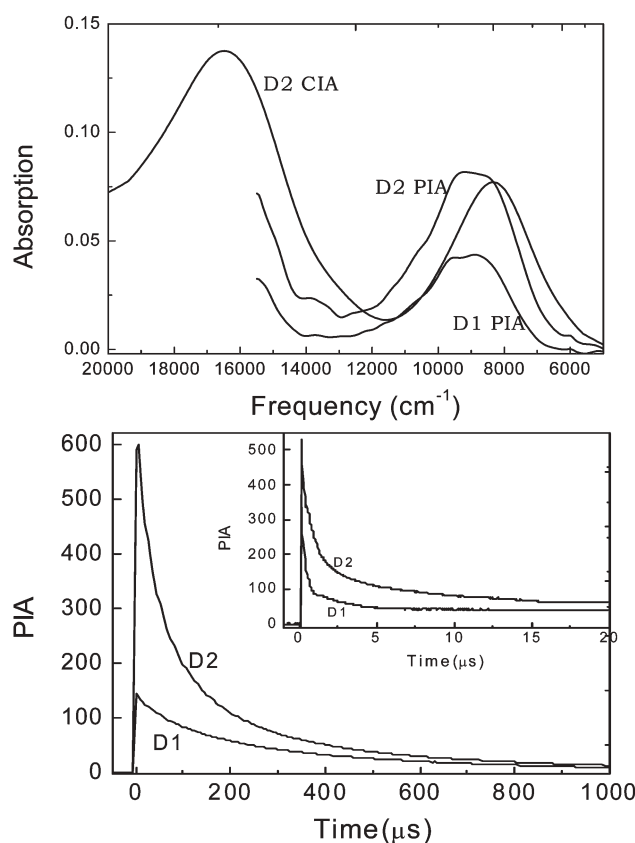 0.15
0.10
0.05
0.00
Absorption
D2 CIA
D2 PIA
D1 PIA
20000 18000 16000 14000 12000 10000 8000 6000
Frequency (cm⁻¹)
600
500
400
300
200
100
0
PIA
D2
D1
0 200 400 600 800 1000
Time(μs)
500
400
300
200
100
0
PIA
D2
D1
0 5 10 15 20
Time(μs)